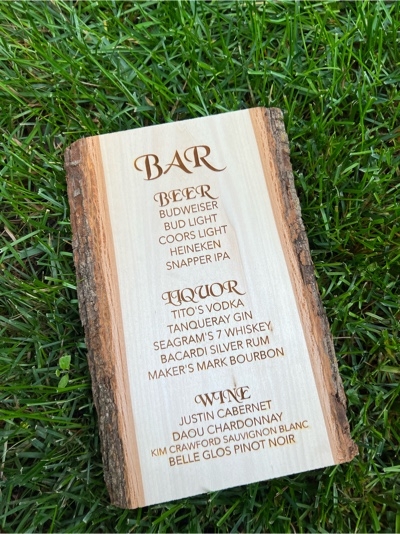 BAR
BEER
BUDWEISER
BUD LIGHT
COORS LIGHT
HEINEKEN
SNAPPER IPA
LIQUOR
TITO'S VODKA
TANQUERAY GIN
SEAGRAM'S 7 WHISKEY
BACARDI SILVER RUM
MAKER'S MARK BOURBON
WINE
JUSTIN CABERNET
DAOU CHARDONNAY
KIM CRAWFORD SAUVIGNON BLANC
BELLE GLOS PINOT NOIR